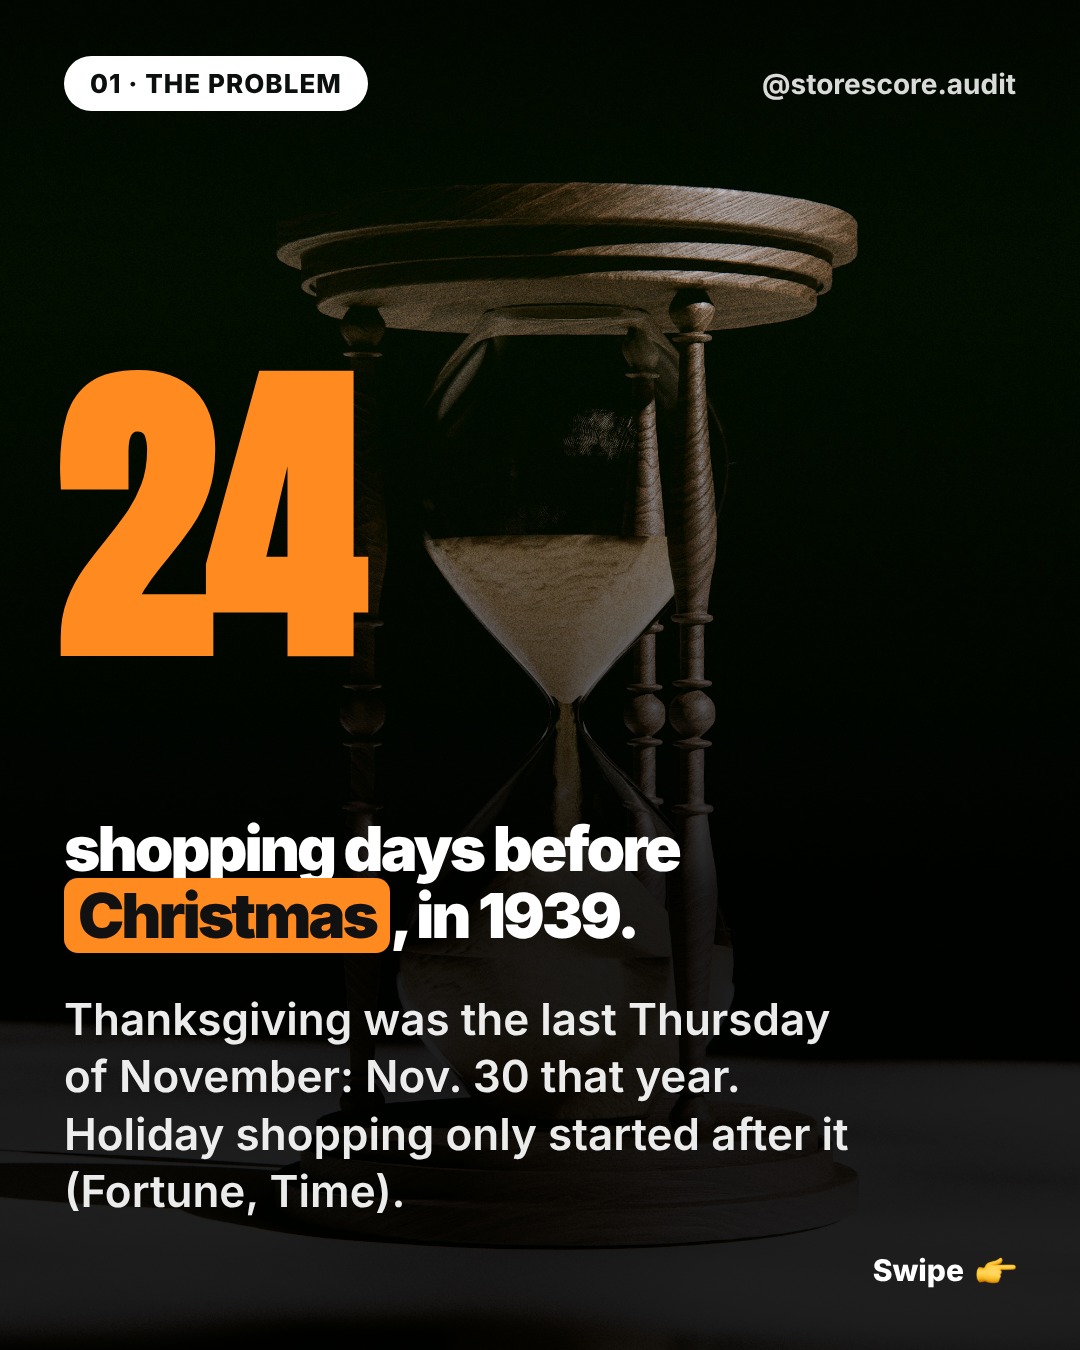 01 · THE PROBLEM
@storescore.audit
24
shopping days before
Christmas, in 1939.
Thanksgiving was the last Thursday
of November: Nov. 30 that year.
Holiday shopping only started after it
(Fortune, Time).
Swipe 👉